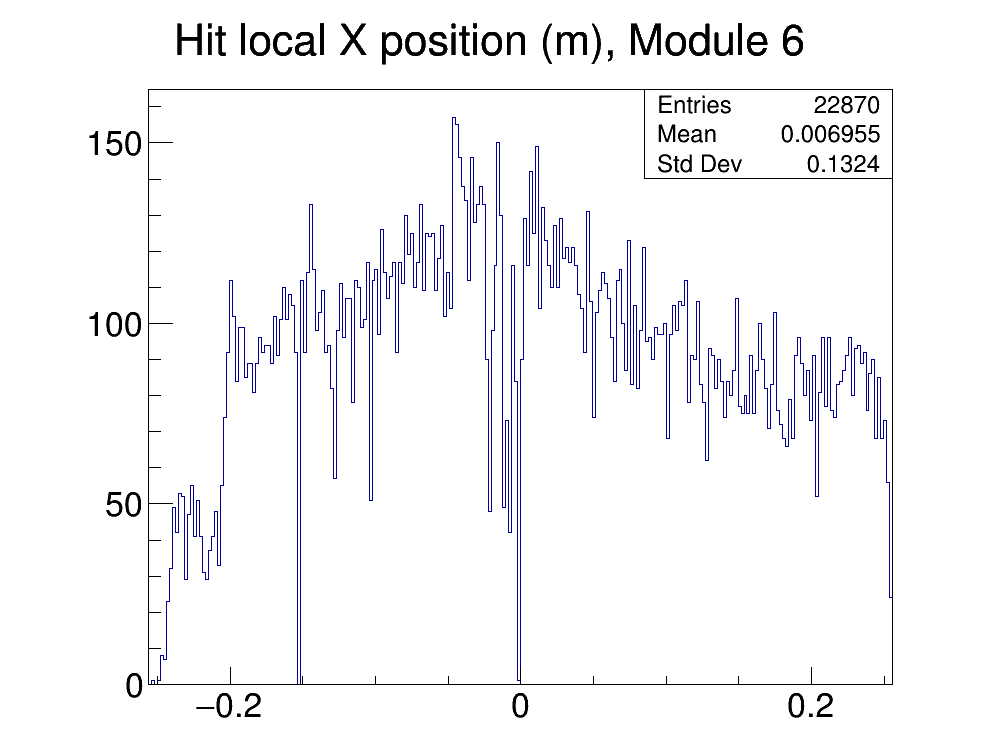 Hit local X position (m), Module 6
Entries 22870
Mean 0.006955
Std Dev 0.1324
150
100
50
0
−0.2 0 0.2